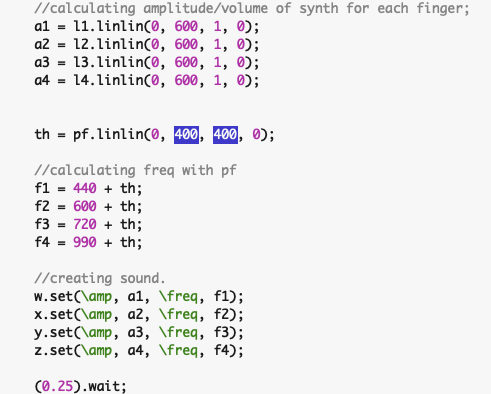 //calculating amplitude/volume of synth for each finger;
a1 = l1.linlin(0, 600, 1, 0);
a2 = l2.linlin(0, 600, 1, 0);
a3 = l3.linlin(0, 600, 1, 0);
a4 = l4.linlin(0, 600, 1, 0);
th = pf.linlin(0, 400, 400, 0);
//calculating freq with pf
f1 = 440 + th;
f2 = 600 + th;
f3 = 720 + th;
f4 = 990 + th;
//creating sound.
w.set(\amp, a1, \freq, f1);
x.set(\amp, a2, \freq, f2);
y.set(\amp, a3, \freq, f3);
z.set(\amp, a4, \freq, f4);
(0.25).wait;